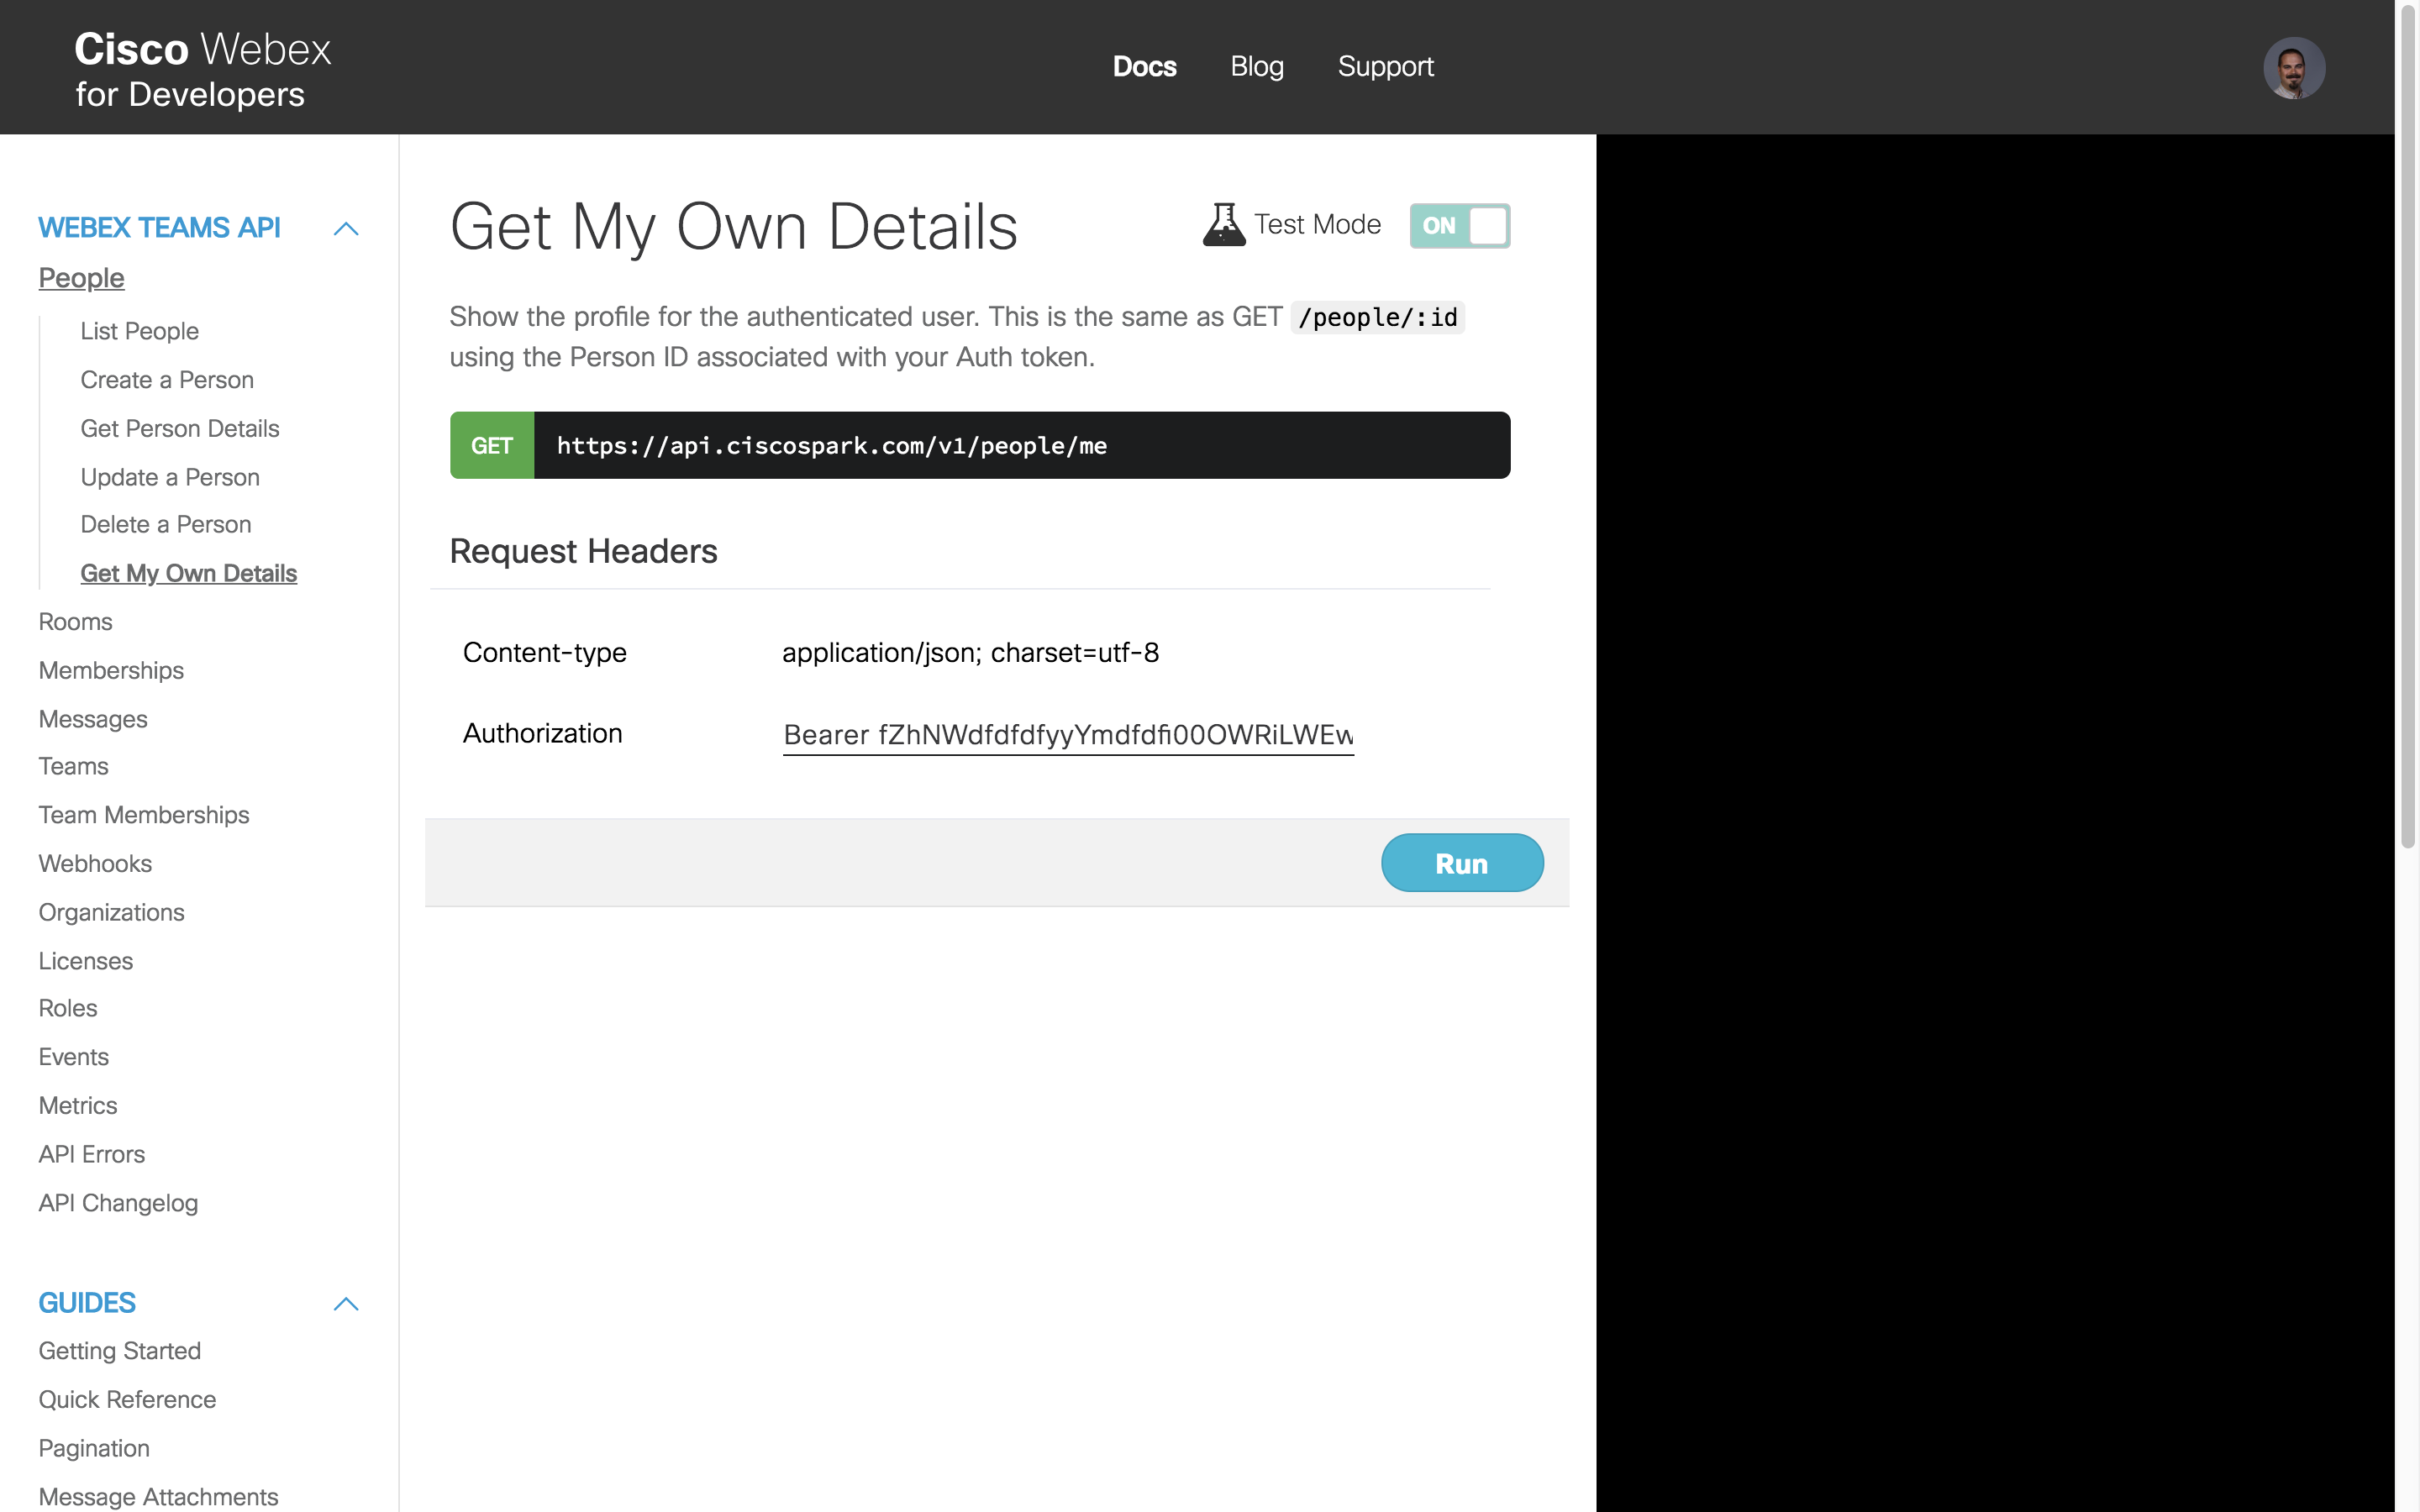 Cisco Webex
for Developers
Docs
Blog
Support
WEBEX TEAMS API
People
List People
Create a Person
Get Person Details
Update a Person
Delete a Person
Get My Own Details
Rooms
Memberships
Messages
Teams
Team Memberships
Webhooks
Organizations
Licenses
Roles
Events
Metrics
API Errors
API Changelog
GUIDES
Getting Started
Quick Reference
Pagination
Message Attachments
Get My Own Details
Test Mode
ON
Show the profile for the authenticated user. This is the same as GET /people/:id
using the Person ID associated with your Auth token.
GET https://api.ciscospark.com/v1/people/me
Request Headers
Content-type application/json; charset=utf-8
Authorization Bearer fZhNWdfdfdfyyYmdfdfi00OWRiLWEw
Run